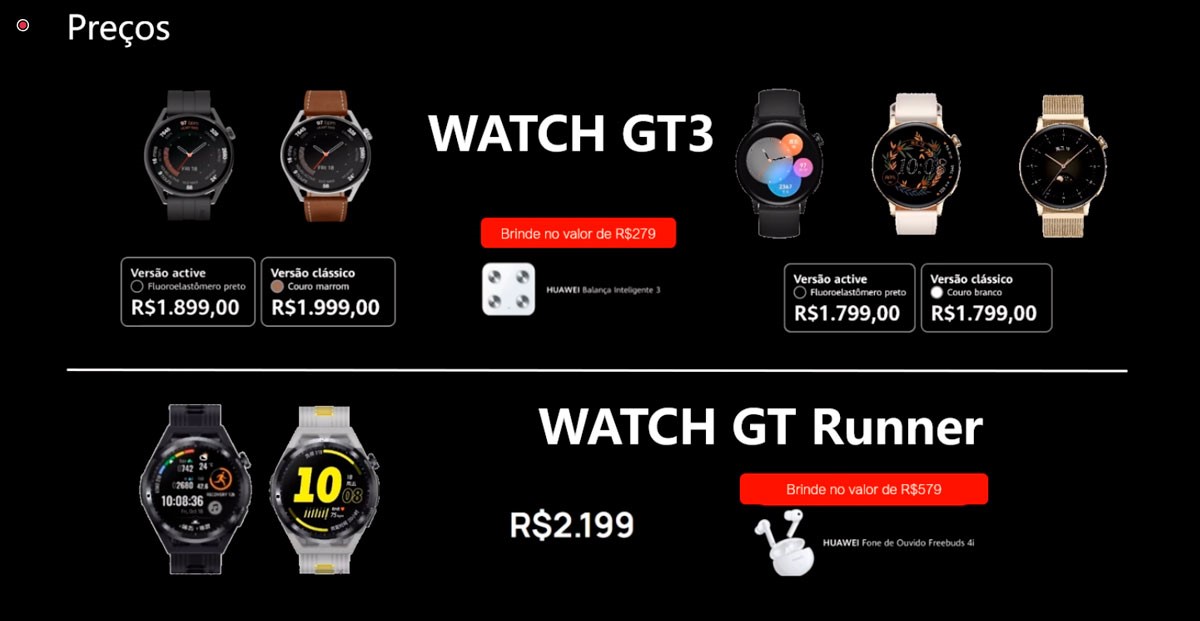 Preços
WATCH GT3
Brinde no valor de R$279
HUAWEI Balança Inteligente 3
Versão active
Fluoroelastômero preto
R$1.899,00
Versão clássico
Couro marrom
R$1.999,00
Versão active
Fluoroelastômero preto
R$1.799,00
Versão clássico
Couro branco
R$1.799,00
WATCH GT Runner
10:08:36
10
08
R$2.199
Brinde no valor de R$579
HUAWEI Fone de Ouvido Freebuds 4i